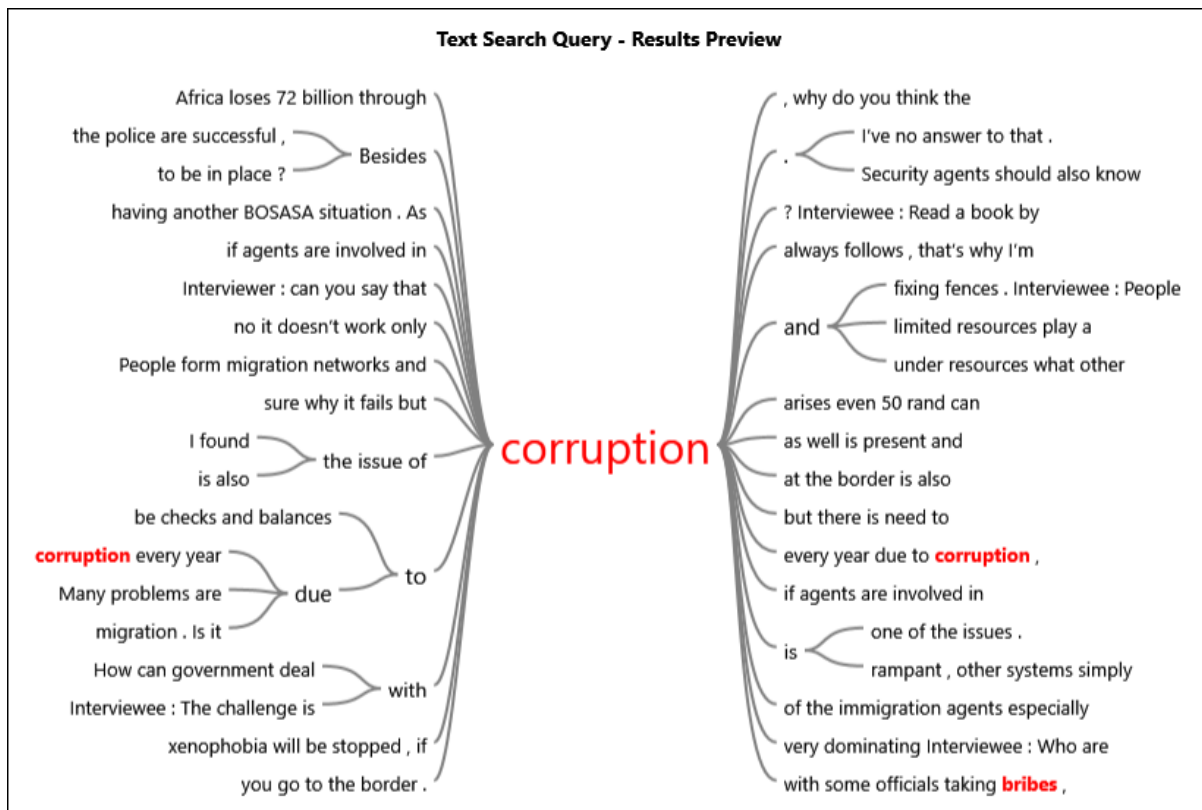 Text Search Query - Results Preview
Africa loses 72 billion through
the police are successful ,
Besides
to be in place ?
having another BOSASA situation . As
if agents are involved in
Interviewer : can you say that
no it doesn't work only
People form migration networks and
sure why it fails but
I found
the issue of
is also
be checks and balances
to
corruption every year
Many problems are
due
migration . Is it
How can government deal
with
Interviewee : The challenge is
xenophobia will be stopped , if
you go to the border .
corruption
, why do you think the
.
I've no answer to that .
Security agents should also know
? Interviewee : Read a book by
always follows , that's why I'm
and
fixing fences . Interviewee : People
limited resources play a
under resources what other
arises even 50 rand can
as well is present and
at the border is also
but there is need to
every year due to corruption ,
if agents are involved in
is
one of the issues .
rampant , other systems simply
of the immigration agents especially
very dominating Interviewee : Who are
with some officials taking bribes ,